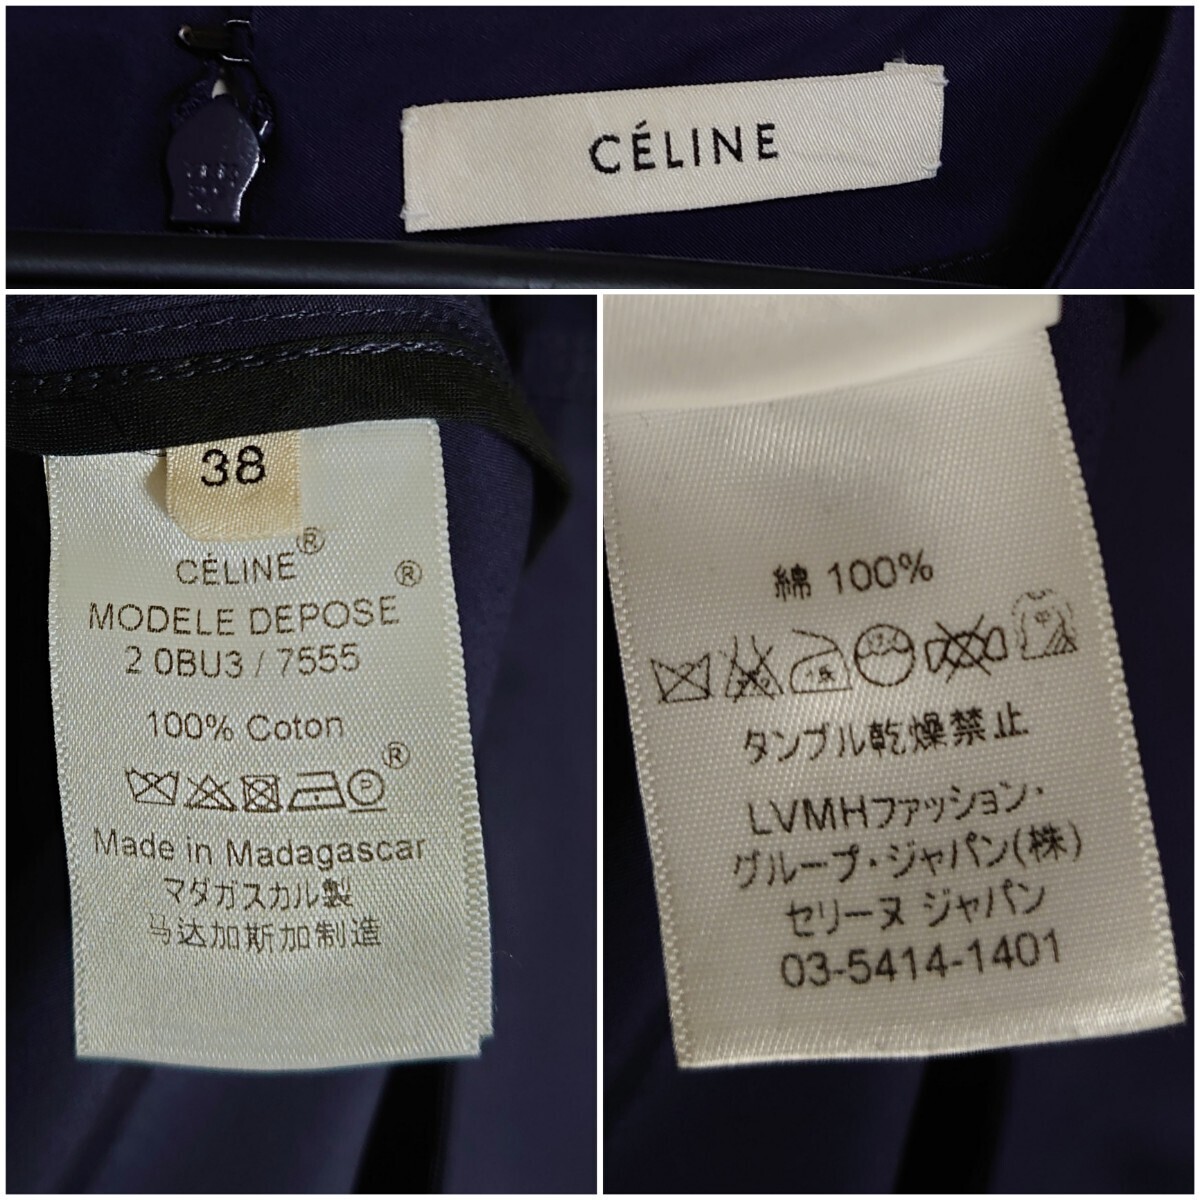 CÉLINE
38
CÉLINE®
MODELE DEPOSE®
2 0BU3 / 7555
100% Coton
P ®
Made in Madagascar
マダガスカル製
马达加斯加制造
綿 100%
タンブル乾燥禁止
LVMHファッション・
グループ・ジャパン(株)
セリーヌ ジャパン
03-5414-1401